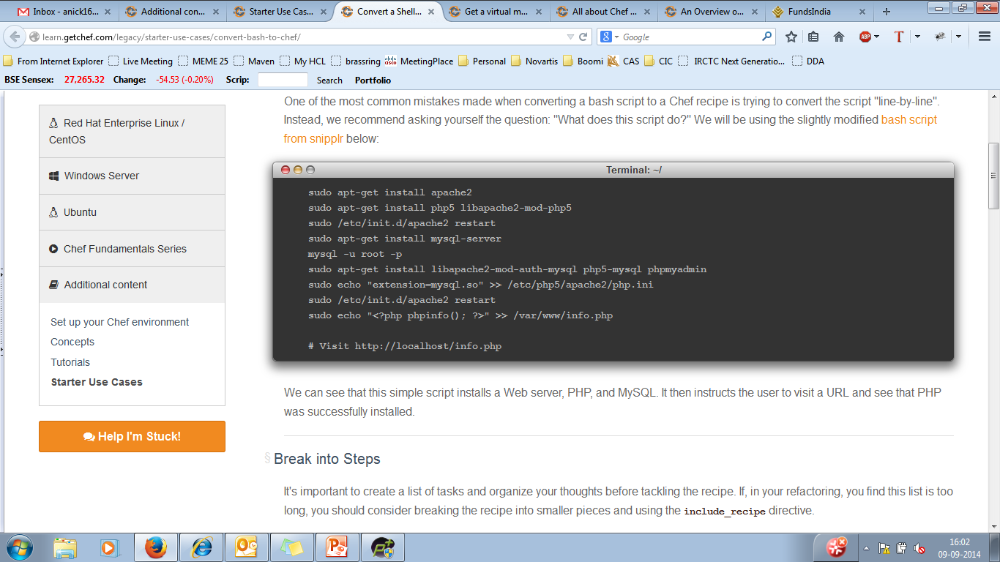 Inbox - anick16...
Additional con...
Starter Use Cas...
Convert a Shell...
Get a virtual m...
All about Chef ...
An Overview o...
FundsIndia
learn.getchef.com/legacy/starter-use-cases/convert-bash-to-chef/
Google
ABP
T
From Internet Explorer
Live Meeting
MEME 25
Maven
My HCL
brassring
MeetingPlace
Personal
Novartis
Boomi
CAS
CIC
IRCTC Next Generatio...
DDA
BSE Sensex: 27,265.32 Change: -54.53 (-0.20%) Scrip: Search Portfolio
Red Hat Enterprise Linux /
CentOS
Windows Server
Ubuntu
Chef Fundamentals Series
Additional content
Set up your Chef environment
Concepts
Tutorials
Starter Use Cases
Help I'm Stuck!
One of the most common mistakes made when converting a bash script to a Chef recipe is trying to convert the script "line-by-line".
Instead, we recommend asking yourself the question: "What does this script do?" We will be using the slightly modified bash script
from snipplr below:
Terminal: ~/
sudo apt-get install apache2
sudo apt-get install php5 libapache2-mod-php5
sudo /etc/init.d/apache2 restart
sudo apt-get install mysql-server
mysql -u root -p
sudo apt-get install libapache2-mod-auth-mysql php5-mysql phpmyadmin
sudo echo "extension=mysql.so" >> /etc/php5/apache2/php.ini
sudo /etc/init.d/apache2 restart
sudo echo "<?php phpinfo(); ?>" >> /var/www/info.php
# Visit http://localhost/info.php
We can see that this simple script installs a Web server, PHP, and MySQL. It then instructs the user to visit a URL and see that PHP
was successfully installed.
§ Break into Steps
It's important to create a list of tasks and organize your thoughts before tackling the recipe. If, in your refactoring, you find this list is too
long, you should consider breaking the recipe into smaller pieces and using the include_recipe directive.
16:02
09-09-2014